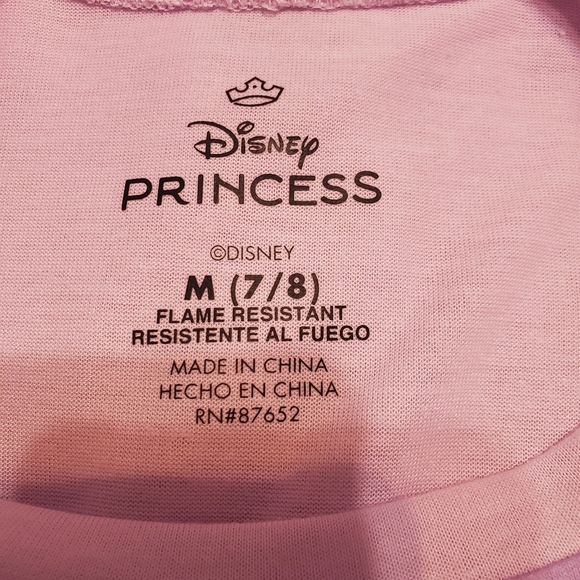 Disney
PRINCESS
©DISNEY
M (7/8)
FLAME RESISTANT
RESISTENTE AL FUEGO
MADE IN CHINA
HECHO EN CHINA
RN#87652